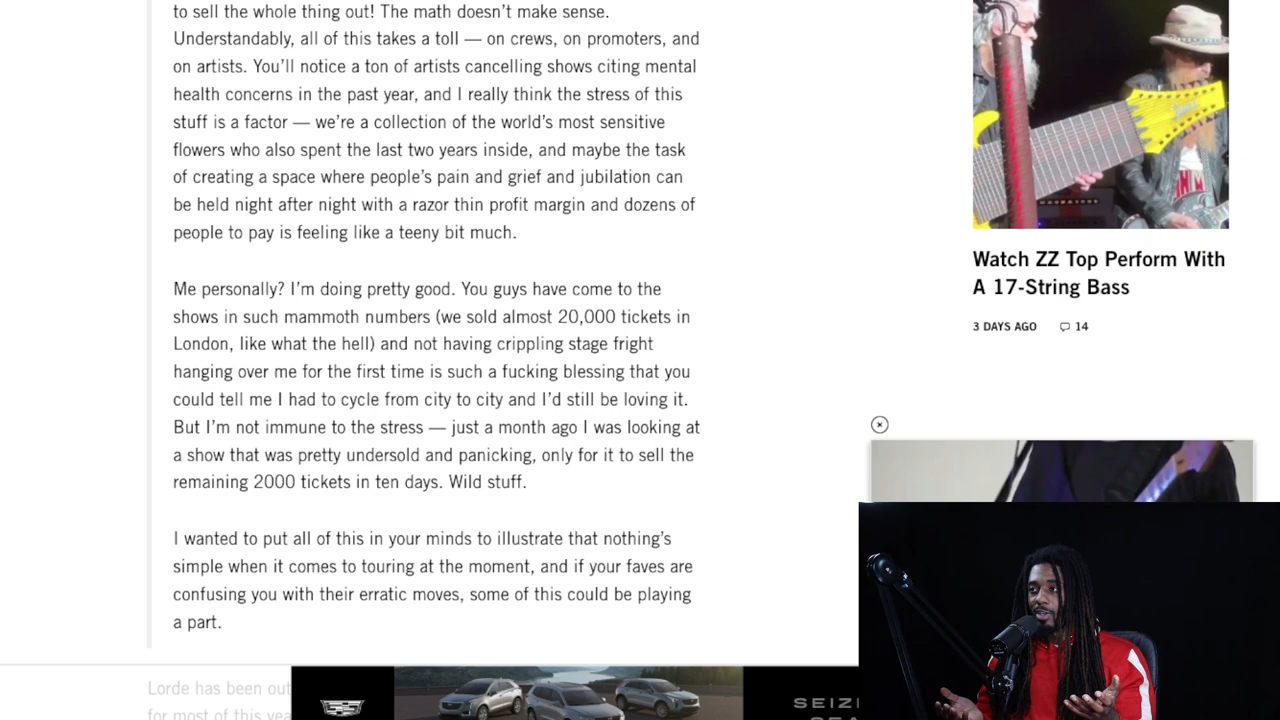 to sell the whole thing out! The math doesn’t make sense.
Understandably, all of this takes a toll — on crews, on promoters, and
on artists. You’ll notice a ton of artists cancelling shows citing mental
health concerns in the past year, and I really think the stress of this
stuff is a factor — we’re a collection of the world’s most sensitive
flowers who also spent the last two years inside, and maybe the task
of creating a space where people’s pain and grief and jubilation can
be held night after night with a razor thin profit margin and dozens of
people to pay is feeling like a teeny bit much.
Me personally? I’m doing pretty good. You guys have come to the
shows in such mammoth numbers (we sold almost 20,000 tickets in
London, like what the hell) and not having crippling stage fright
hanging over me for the first time is such a fucking blessing that you
could tell me I had to cycle from city to city and I’d still be loving it.
But I’m not immune to the stress — just a month ago I was looking at
a show that was pretty undersold and panicking, only for it to sell the
remaining 2000 tickets in ten days. Wild stuff.
I wanted to put all of this in your minds to illustrate that nothing’s
simple when it comes to touring at the moment, and if your faves are
confusing you with their erratic moves, some of this could be playing
a part.
Lorde has been out
for most of this yea
Watch ZZ Top Perform With
A 17-String Bass
3 DAYS AGO 14
SEIZ